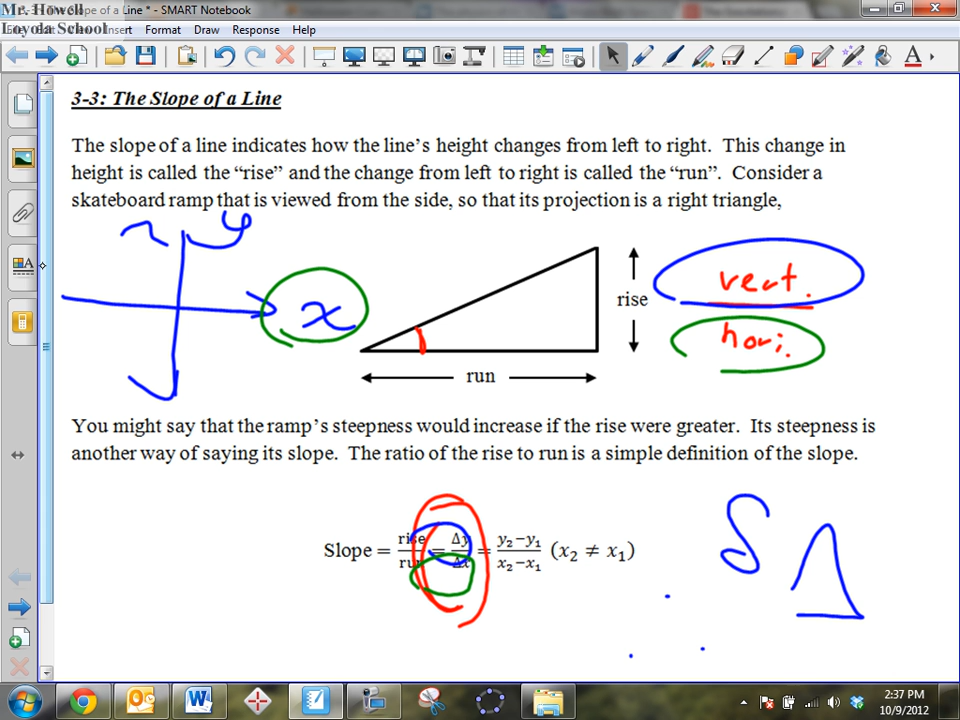 Mr. Howell
Loyola School
3-3: The Slope of a Line * - SMART Notebook
Insert Format Draw Response Help
3-3: The Slope of a Line
The slope of a line indicates how the line's height changes from left to right. This change in
height is called the "rise" and the change from left to right is called the "run". Consider a
skateboard ramp that is viewed from the side, so that its projection is a right triangle,
y
x
rise
vert.
hori.
run
You might say that the ramp's steepness would increase if the rise were greater. Its steepness is
another way of saying its slope. The ratio of the rise to run is a simple definition of the slope.
Slope = rise/run = Δy/Δx = y₂−y₁/x₂−x₁ (x₂ ≠ x₁)
δ Δ
2:37 PM
10/9/2012